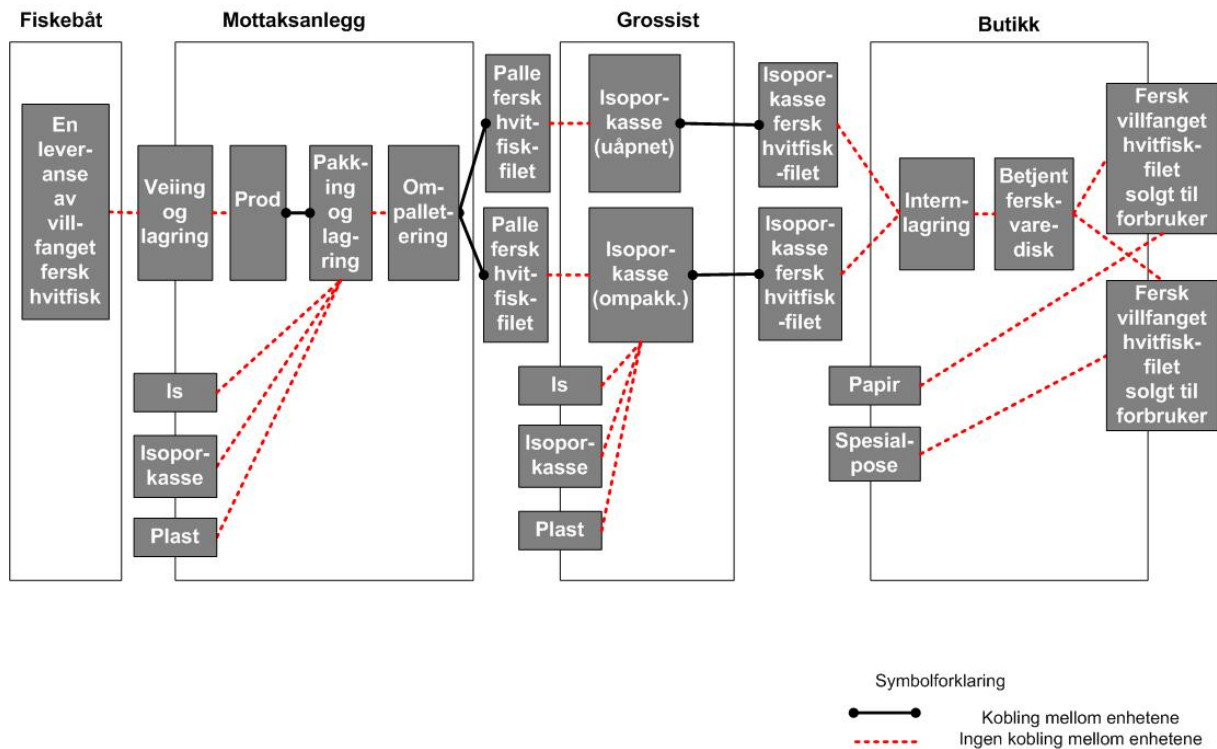 Fiskebåt
Mottaksanlegg
Grossist
Butikk
En
lever-
anse
av
vill-
fanget
fersk
hvitfisk
Veiing
og
lagring
Prod
Pakk-
ing
og
lag-
ring
Om-
pallet-
ering
Palle
fersk
hvit-
fisk-
filet
Palle
fersk
hvit-
fisk-
filet
Isopor-
kasse
(uåpnet)
Isopor-
kasse
(ompakk.)
Isopor-
kasse
fersk
hvitfisk
-filet
Isopor-
kasse
fersk
hvitfisk
-filet
Intern-
lagring
Betjent
fersk-
vare-
disk
Fersk
villfanget
hvitfisk-
filet
solgt til
forbruker
Fersk
villfanget
hvitfisk-
filet
solgt til
forbruker
Is
Isopor-
kasse
Plast
Is
Isopor-
kasse
Plast
Papir
Spesial-
pose
Symbolforklaring
Kobling mellom enhetene
Ingen kobling mellom enhetene